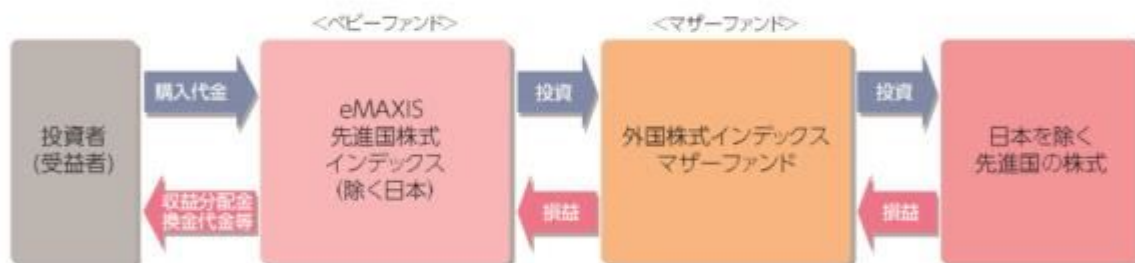 <ベビーファンド>
<マザーファンド>
投資者
(受益者)
購入代金
収益分配金
換金代金等
eMAXIS
先進国株式
インデックス
(除く日本)
投資
損益
外国株式インデックス
マザーファンド
投資
損益
日本を除く
先進国の株式